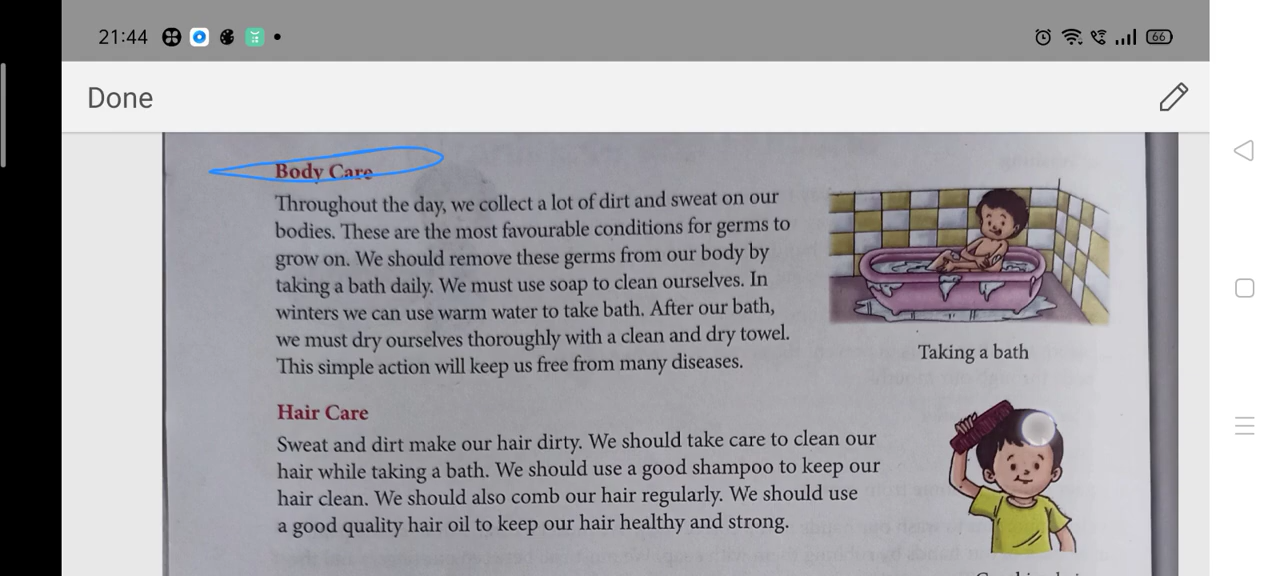 21:44
66
Done
Body Care
Throughout the day, we collect a lot of dirt and sweat on our
bodies. These are the most favourable conditions for germs to
grow on. We should remove these germs from our body by
taking a bath daily. We must use soap to clean ourselves. In
winters we can use warm water to take bath. After our bath,
we must dry ourselves thoroughly with a clean and dry towel.
This simple action will keep us free from many diseases.
Taking a bath
Hair Care
Sweat and dirt make our hair dirty. We should take care to clean our
hair while taking a bath. We should use a good shampoo to keep our
hair clean. We should also comb our hair regularly. We should use
a good quality hair oil to keep our hair healthy and strong.